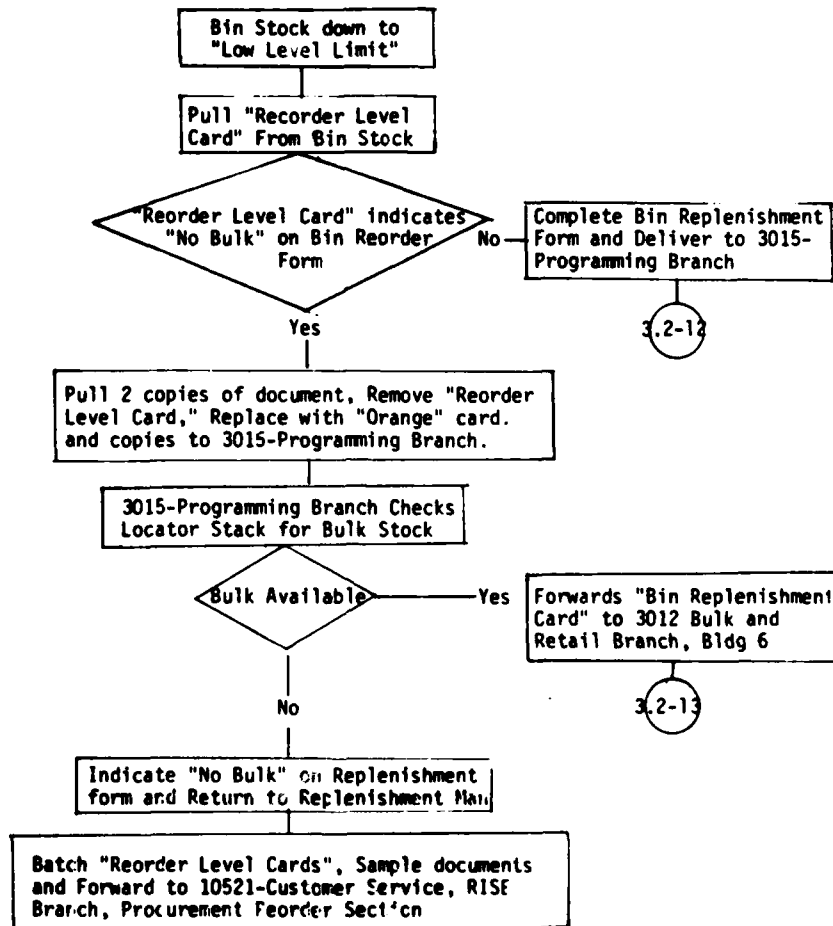 Bin Stock down to
"Low Level Limit"
Pull "Recorder Level
Card" From Bin Stock
"Reorder Level Card" indicates
"No Bulk" on Bin Reorder
Form
No
Complete Bin Replenishment
Form and Deliver to 3015-
Programming Branch
3.2-12
Yes
Pull 2 copies of document, Remove "Reorder
Level Card," Replace with "Orange" card.
and copies to 3015-Programming Branch.
3015-Programming Branch Checks
Locator Stack for Bulk Stock
Bulk Available
Yes
Forwards "Bin Replenishment
Card" to 3012 Bulk and
Retail Branch, Bldg 6
3.2-13
No
Indicate "No Bulk" on Replenishment
form and Return to Replenishment Man
Batch "Reorder Level Cards", Sample documents
and Forward to 10521-Customer Service, RISE
Branch, Procurement Feorder Section